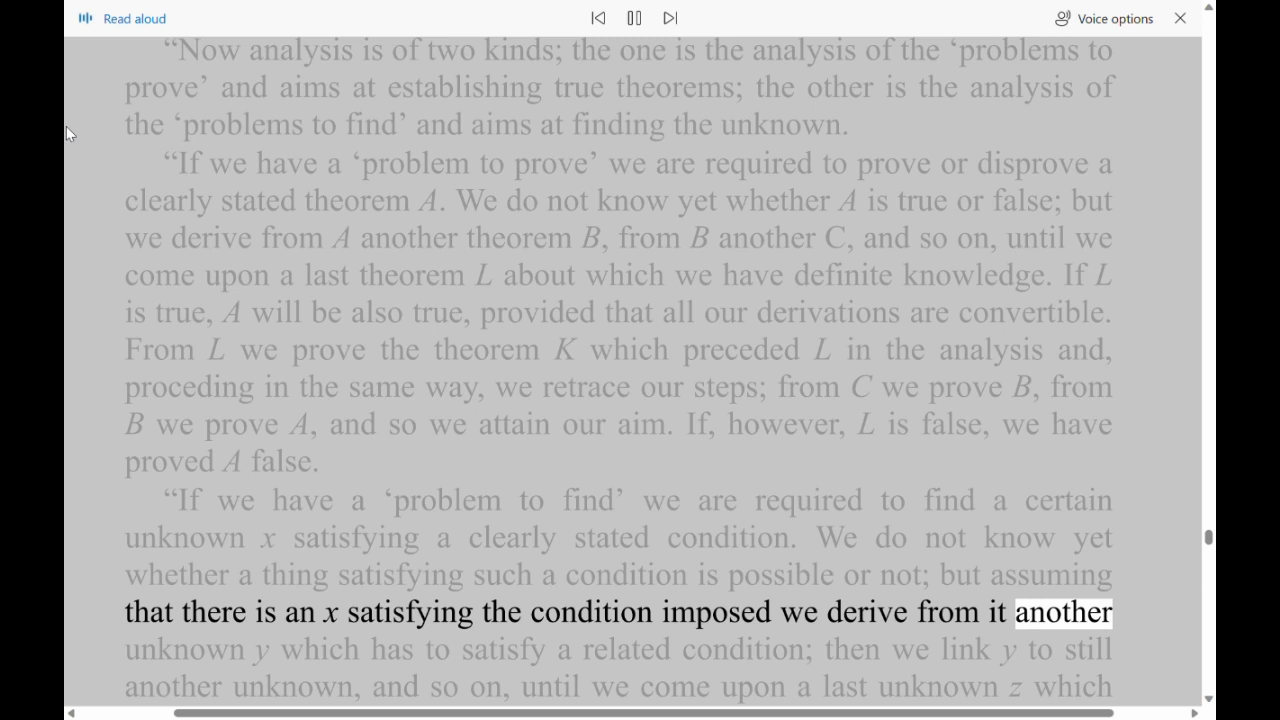 Read aloud
Voice options
“Now analysis is of two kinds; the one is the analysis of the ‘problems to
prove’ and aims at establishing true theorems; the other is the analysis of
the ‘problems to find’ and aims at finding the unknown.
“If we have a ‘problem to prove’ we are required to prove or disprove a
clearly stated theorem A. We do not know yet whether A is true or false; but
we derive from A another theorem B, from B another C, and so on, until we
come upon a last theorem L about which we have definite knowledge. If L
is true, A will be also true, provided that all our derivations are convertible.
From L we prove the theorem K which preceded L in the analysis and,
proceding in the same way, we retrace our steps; from C we prove B, from
B we prove A, and so we attain our aim. If, however, L is false, we have
proved A false.
“If we have a ‘problem to find’ we are required to find a certain
unknown x satisfying a clearly stated condition. We do not know yet
whether a thing satisfying such a condition is possible or not; but assuming
that there is an x satisfying the condition imposed we derive from it another
unknown y which has to satisfy a related condition; then we link y to still
another unknown, and so on, until we come upon a last unknown z which